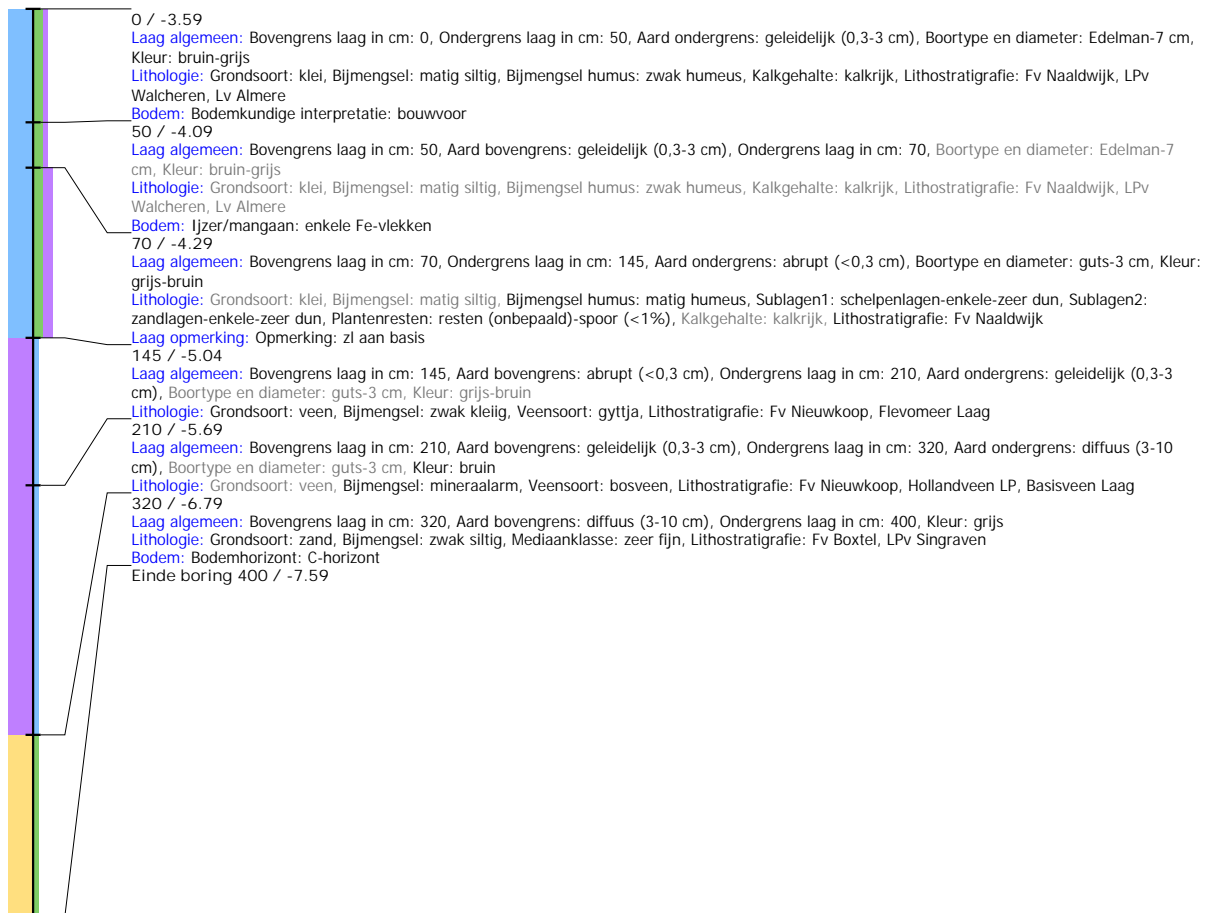 0 / -3.59
Laag algemeen: Bovengrens laag in cm: 0, Ondergrens laag in cm: 50, Aard ondergrens: geleidelijk (0,3-3 cm), Boortype en diameter: Edelman-7 cm,
Kleur: bruin-grijs
Lithologie: Grondsoort: klei, Bijmengsel: matig siltig, Bijmengsel humus: zwak humeus, Kalkgehalte: kalkrijk, Lithostratigrafie: Fv Naaldwijk, LPv
Walcheren, Lv Almere
Bodem: Bodemkundige interpretatie: bouwvoor
50 / -4.09
Laag algemeen: Bovengrens laag in cm: 50, Aard bovengrens: geleidelijk (0,3-3 cm), Ondergrens laag in cm: 70, Boortype en diameter: Edelman-7
cm, Kleur: bruin-grijs
Lithologie: Grondsoort: klei, Bijmengsel: matig siltig, Bijmengsel humus: zwak humeus, Kalkgehalte: kalkrijk, Lithostratigrafie: Fv Naaldwijk, LPv
Walcheren, Lv Almere
Bodem: Ijzer/mangaan: enkele Fe-vlekken
70 / -4.29
Laag algemeen: Bovengrens laag in cm: 70, Ondergrens laag in cm: 145, Aard ondergrens: abrupt (<0,3 cm), Boortype en diameter: guts-3 cm, Kleur:
grijs-bruin
Lithologie: Grondsoort: klei, Bijmengsel: matig siltig, Bijmengsel humus: matig humeus, Sublagen1: schelpenlagen-enkele-zeer dun, Sublagen2:
zandlagen-enkele-zeer dun, Plantenresten: resten (onbepaald)-spoor (<1%), Kalkgehalte: kalkrijk, Lithostratigrafie: Fv Naaldwijk
Laag opmerking: Opmerking: zl aan basis
145 / -5.04
Laag algemeen: Bovengrens laag in cm: 145, Aard bovengrens: abrupt (<0,3 cm), Ondergrens laag in cm: 210, Aard ondergrens: geleidelijk (0,3-3
cm), Boortype en diameter: guts-3 cm, Kleur: grijs-bruin
Lithologie: Grondsoort: veen, Bijmengsel: zwak kleiig, Veensoort: gyttja, Lithostratigrafie: Fv Nieuwkoop, Flevomeer Laag
210 / -5.69
Laag algemeen: Bovengrens laag in cm: 210, Aard bovengrens: geleidelijk (0,3-3 cm), Ondergrens laag in cm: 320, Aard ondergrens: diffuus (3-10
cm), Boortype en diameter: guts-3 cm, Kleur: bruin
Lithologie: Grondsoort: veen, Bijmengsel: mineraalarm, Veensoort: bosveen, Lithostratigrafie: Fv Nieuwkoop, Hollandveen LP, Basisveen Laag
320 / -6.79
Laag algemeen: Bovengrens laag in cm: 320, Aard bovengrens: diffuus (3-10 cm), Ondergrens laag in cm: 400, Kleur: grijs
Lithologie: Grondsoort: zand, Bijmengsel: zwak siltig, Mediaanklasse: zeer fijn, Lithostratigrafie: Fv Boxtel, LPv Singraven
Bodem: Bodemhorizont: C-horizont
Einde boring 400 / -7.59